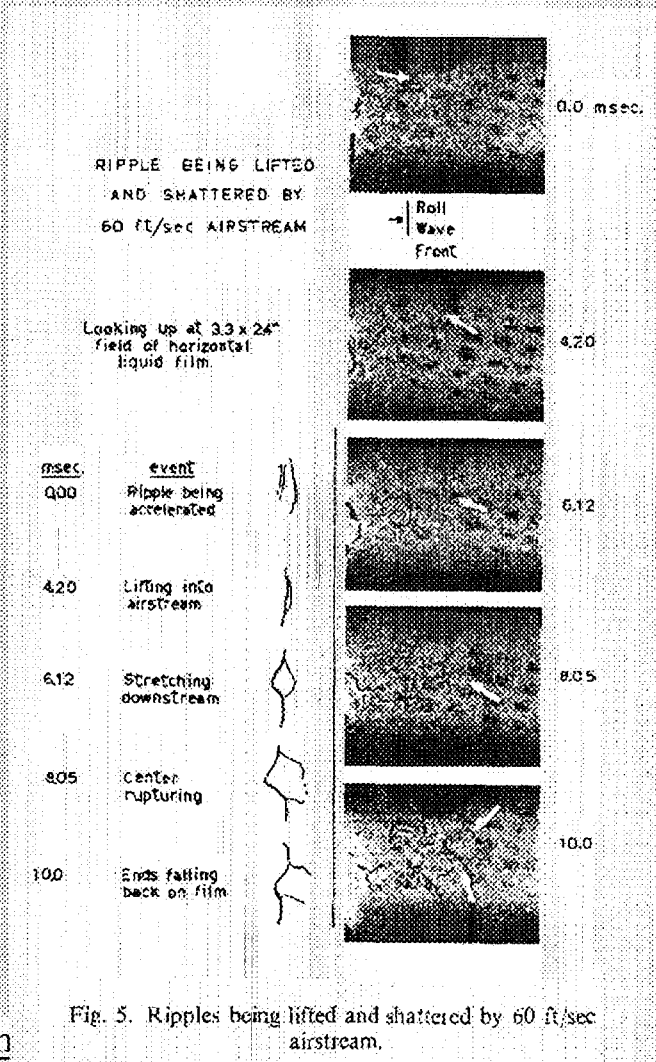 0.0 msec.
RIPPLE BEING LIFTED
AND SHATTERED BY
60 ft/sec AIRSTREAM
Roll
Wave
Front
Looking up at 3.3 x 2.4"
field of horizontal
liquid film.
4.20
msec. event
0.00 Ripple being
accelerated
6.12
4.20 Lifting into
airstream
6.12 Stretching
downstream
8.05
8.05 Center
rupturing
10.0
10.0 Ends falling
back on film
Fig. 5. Ripples being lifted and shattered by 60 ft/sec
airstream.